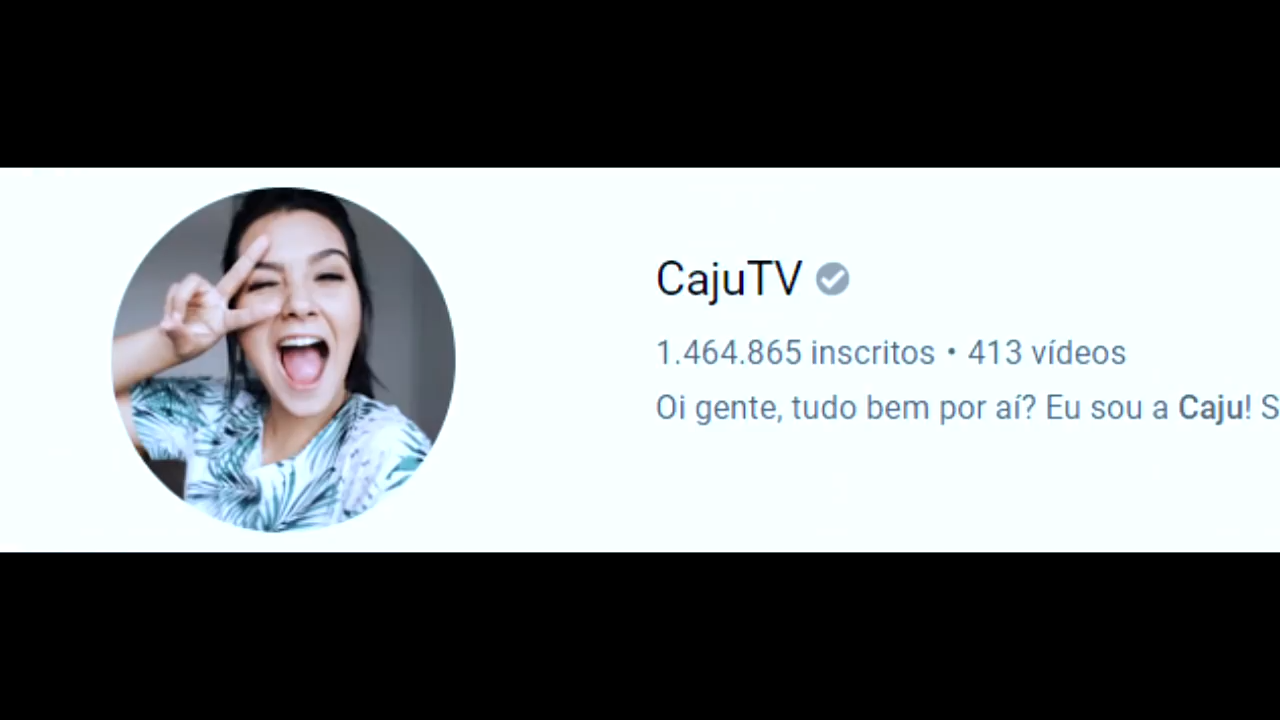 CajuTV
1.464.865 inscritos • 413 vídeos
Oi gente, tudo bem por aí? Eu sou a Caju! S